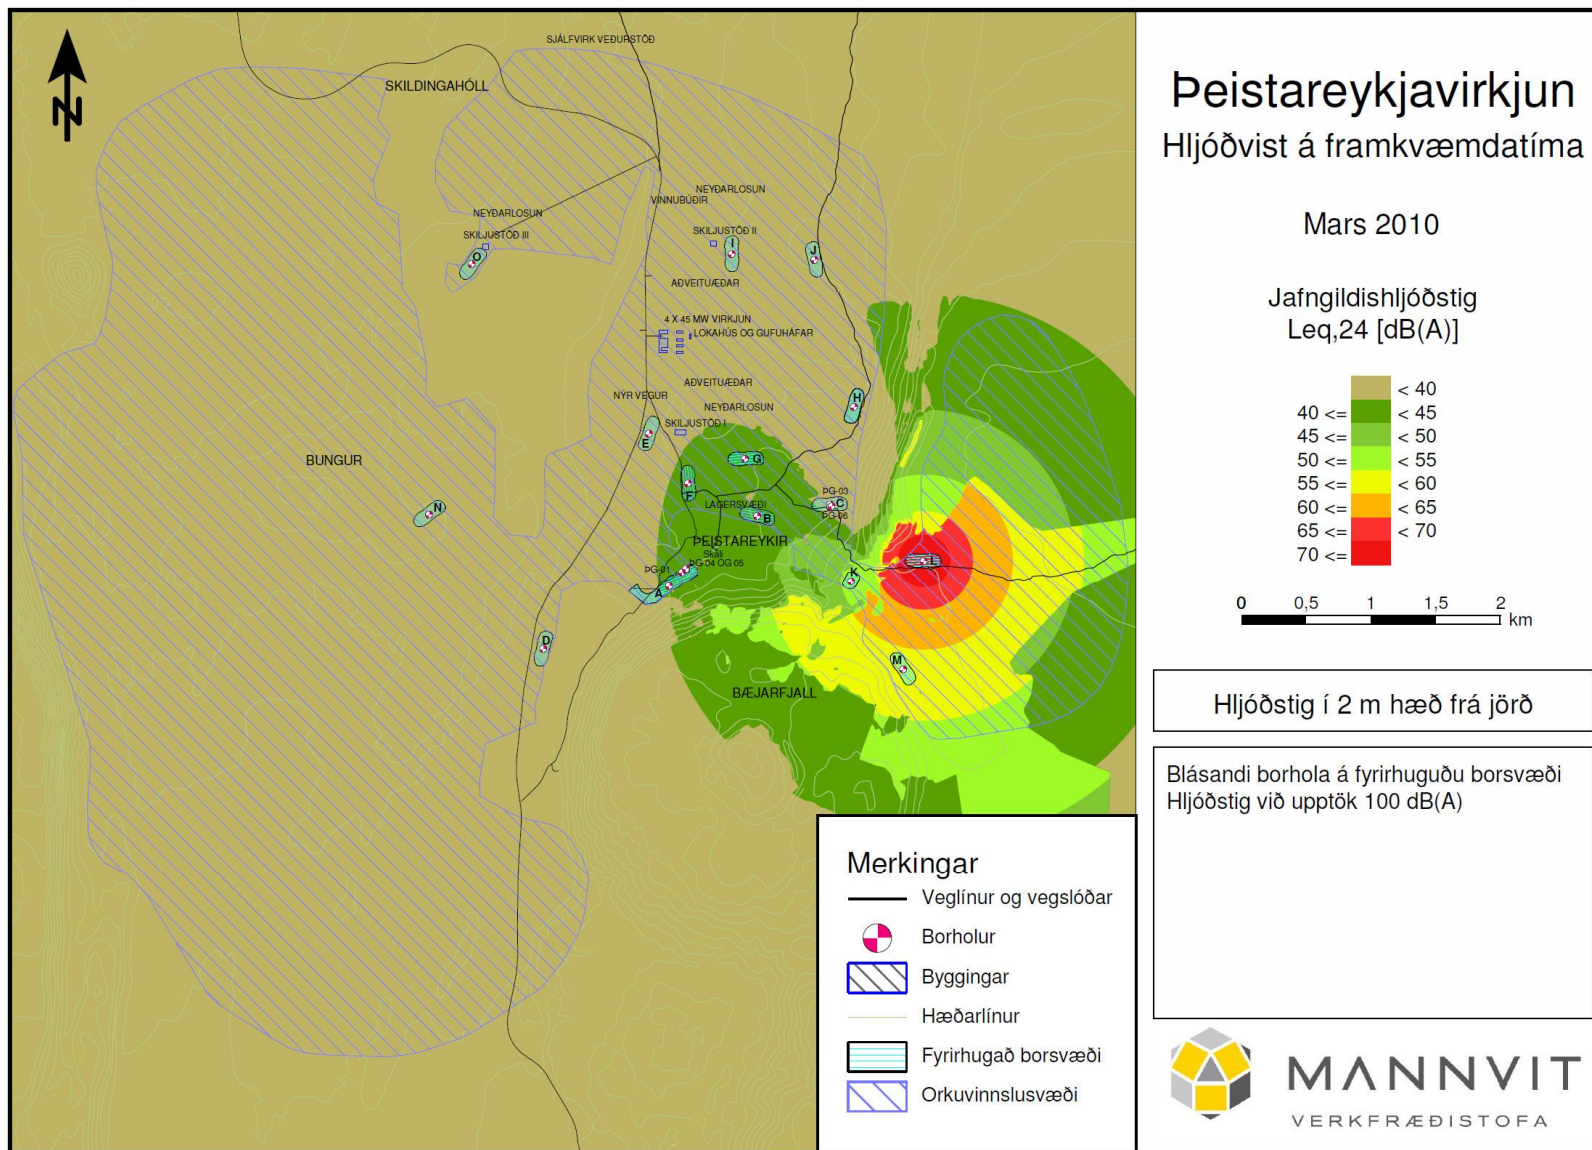 N
SJÁLFVIRK VEÐURSTÖÐ
SKILDINGAHÓLL
NEYÐARLOSUN
VINNUBÚÐIR
NEYÐARLOSUN
SKILJUSTÖÐ III
SKILJUSTÖÐ II
O
I
J
AÐVEITUÆÐAR
4 X 45 MW VIRKJUN
LOKAHÚS OG GUFUHÁFAR
AÐVEITUÆÐAR
NÝR VEGUR
NEYÐARLOSUN
H
SKILJUSTÖÐ I
E
BUNGUR
G
F
ÞG-03
LAGERSVÆÐI
C
N
B
ÞG-06
ÞEISTAREYKIR
Skáli
ÞG-01
ÞG-04 OG 05
L
K
A
D
M
BÆJARFJALL
Merkingar
Veglínur og vegslóðar
Borholur
Byggingar
Hæðarlínur
Fyrirhugað borsvæði
Orkuvinnslusvæði
Þeistareykjavirkjun
Hljóðvist á framkvæmdatíma
Mars 2010
Jafngildishljóðstig
Leq,24 [dB(A)]
< 40
40 <= < 45
45 <= < 50
50 <= < 55
55 <= < 60
60 <= < 65
65 <= < 70
70 <=
0 0,5 1 1,5 2
km
Hljóðstig í 2 m hæð frá jörð
Blásandi borhola á fyrirhuguðu borsvæði
Hljóðstig við upptök 100 dB(A)
MANNVIT
VERKFRÆÐISTOFA